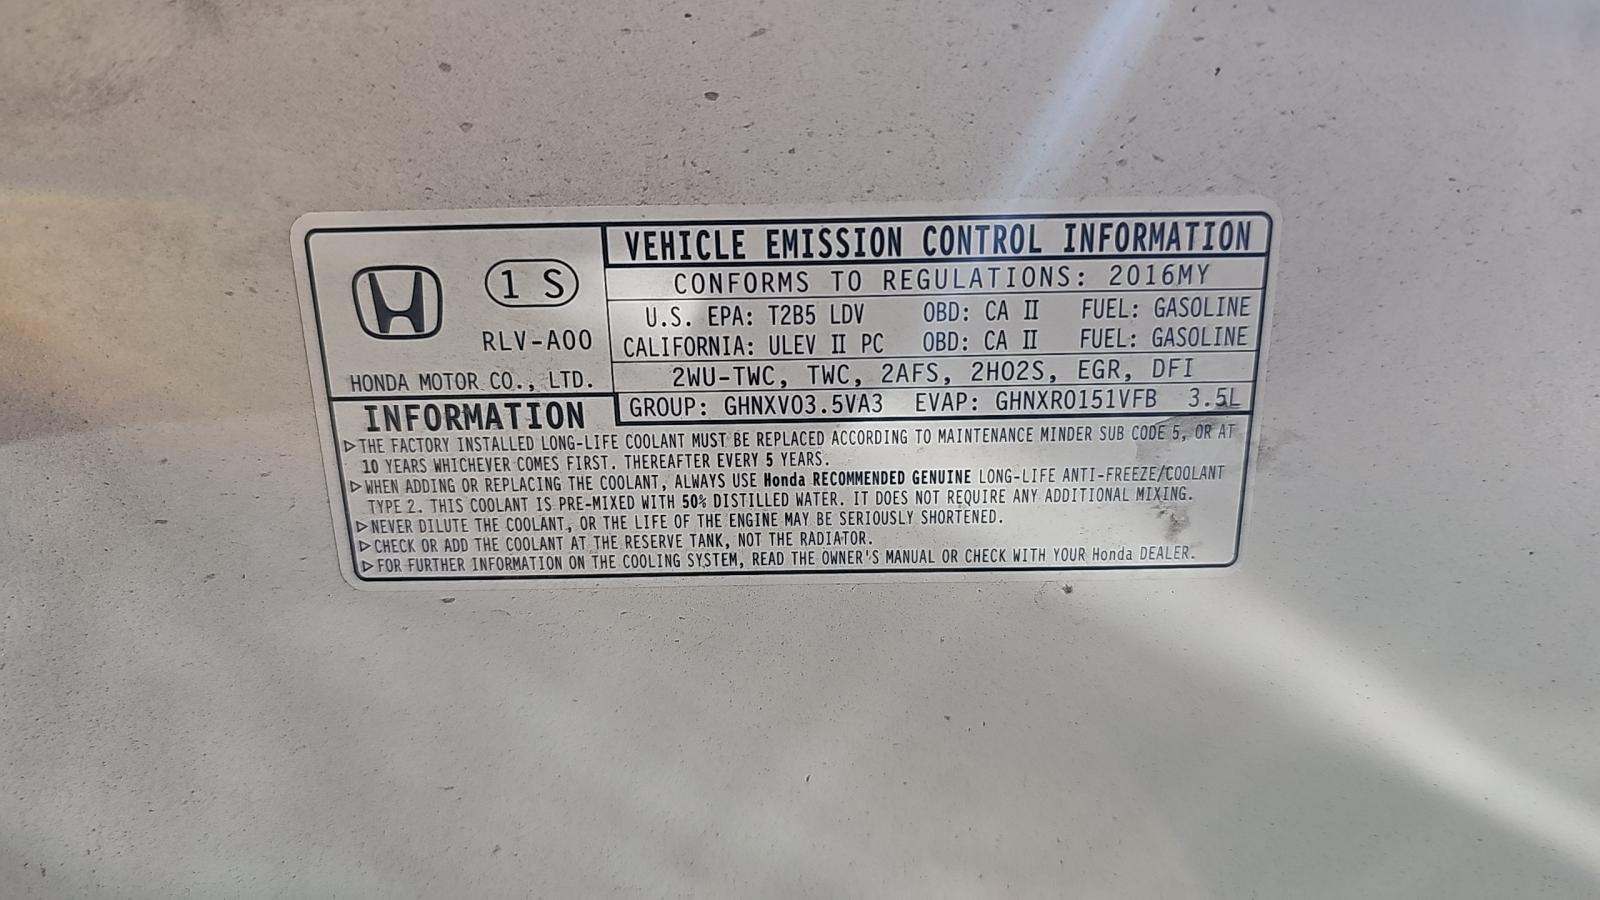 VEHICLE EMISSION CONTROL INFORMATION
1 S
RLV-A00
HONDA MOTOR CO., LTD.
CONFORMS TO REGULATIONS: 2016MY
U.S. EPA: T2B5 LDV OBD: CA II FUEL: GASOLINE
CALIFORNIA: ULEV II PC OBD: CA II FUEL: GASOLINE
2WU-TWC, TWC, 2AFS, 2HO2S, EGR, DFI
GROUP: GHNXV03.5VA3 EVAP: GHNXR0151VFB 3.5L
INFORMATION
▷THE FACTORY INSTALLED LONG-LIFE COOLANT MUST BE REPLACED ACCORDING TO MAINTENANCE MINDER SUB CODE 5, OR AT
10 YEARS WHICHEVER COMES FIRST. THEREAFTER EVERY 5 YEARS.
▷WHEN ADDING OR REPLACING THE COOLANT, ALWAYS USE Honda RECOMMENDED GENUINE LONG-LIFE ANTI-FREEZE/COOLANT
TYPE 2. THIS COOLANT IS PRE-MIXED WITH 50% DISTILLED WATER. IT DOES NOT REQUIRE ANY ADDITIONAL MIXING.
▷NEVER DILUTE THE COOLANT, OR THE LIFE OF THE ENGINE MAY BE SERIOUSLY SHORTENED.
▷CHECK OR ADD THE COOLANT AT THE RESERVE TANK, NOT THE RADIATOR.
▷FOR FURTHER INFORMATION ON THE COOLING SYSTEM, READ THE OWNER'S MANUAL OR CHECK WITH YOUR Honda DEALER.